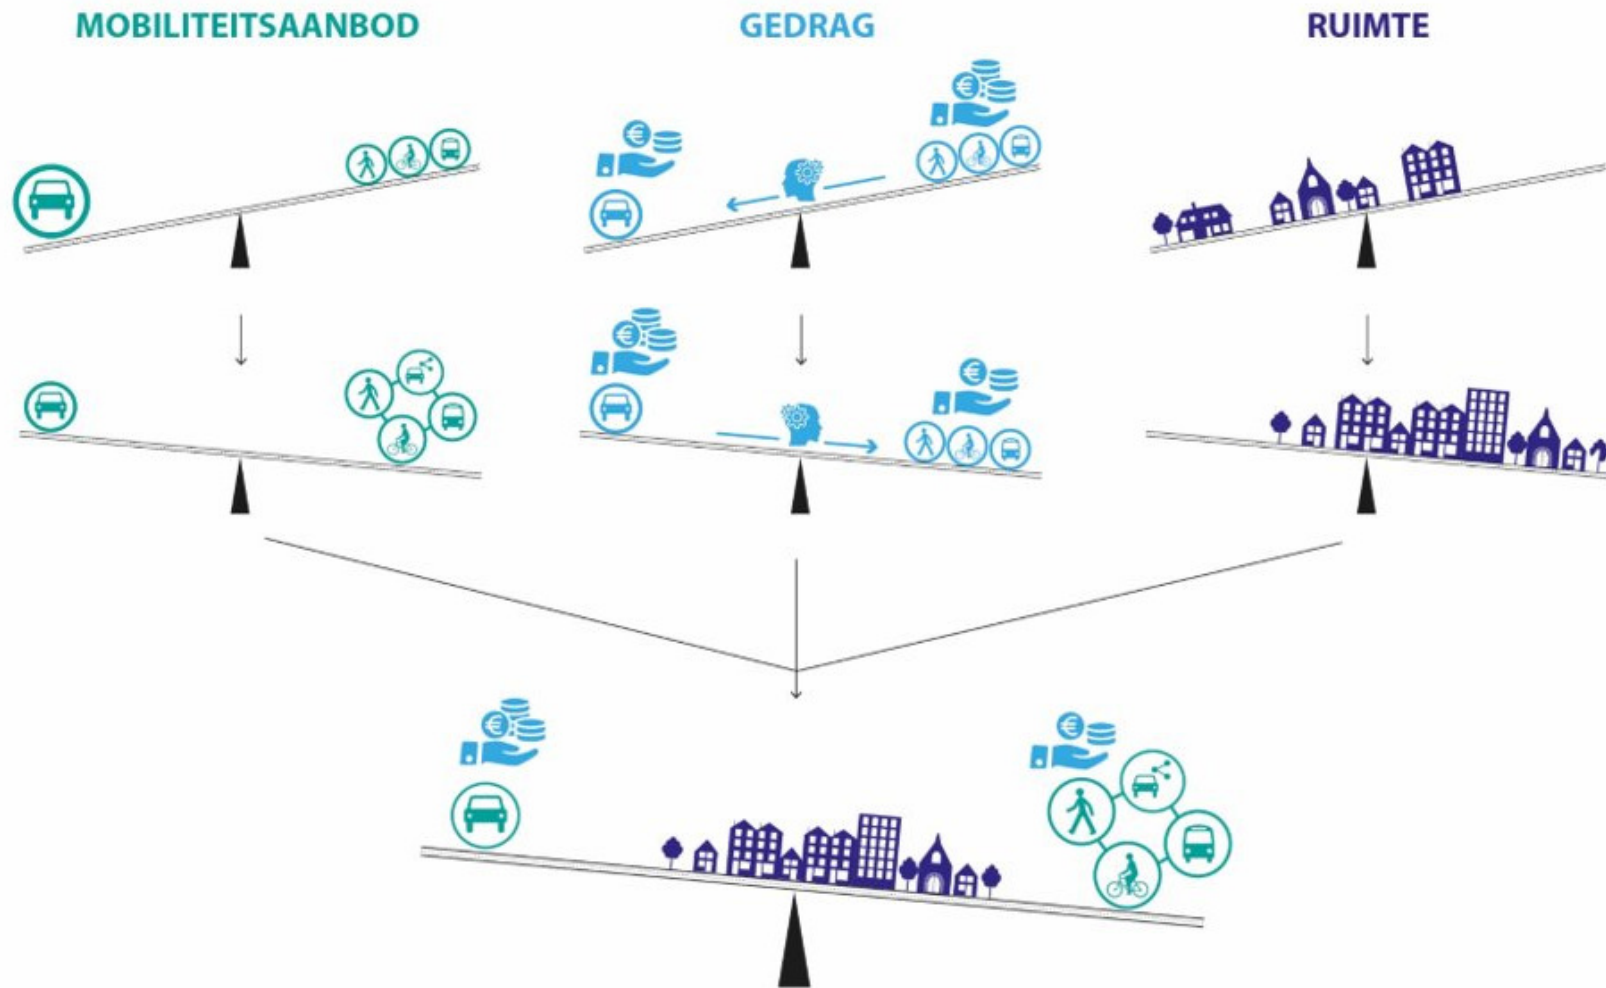 MOBILITEITSAANBOD
GEDRAG
RUIMTE
€
€
€
€
€
€